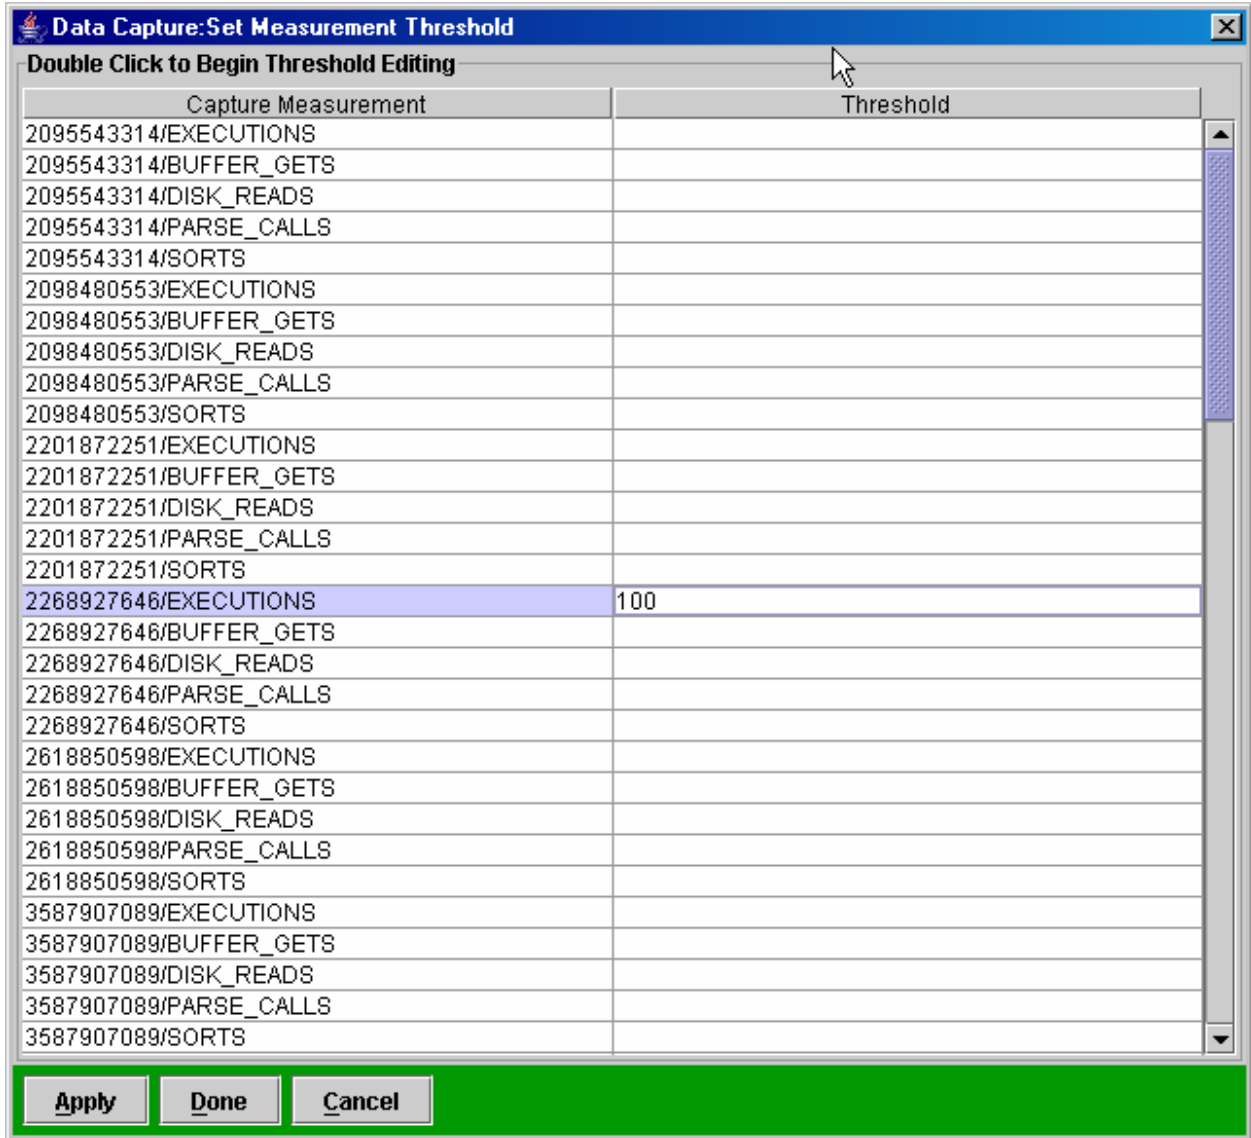 Data Capture:Set Measurement Threshold
Double Click to Begin Threshold Editing
Capture Measurement Threshold
2095543314/EXECUTIONS
2095543314/BUFFER_GETS
2095543314/DISK_READS
2095543314/PARSE_CALLS
2095543314/SORTS
2098480553/EXECUTIONS
2098480553/BUFFER_GETS
2098480553/DISK_READS
2098480553/PARSE_CALLS
2098480553/SORTS
2201872251/EXECUTIONS
2201872251/BUFFER_GETS
2201872251/DISK_READS
2201872251/PARSE_CALLS
2201872251/SORTS
2268927646/EXECUTIONS 100
2268927646/BUFFER_GETS
2268927646/DISK_READS
2268927646/PARSE_CALLS
2268927646/SORTS
2618850598/EXECUTIONS
2618850598/BUFFER_GETS
2618850598/DISK_READS
2618850598/PARSE_CALLS
2618850598/SORTS
3587907089/EXECUTIONS
3587907089/BUFFER_GETS
3587907089/DISK_READS
3587907089/PARSE_CALLS
3587907089/SORTS
Apply Done Cancel